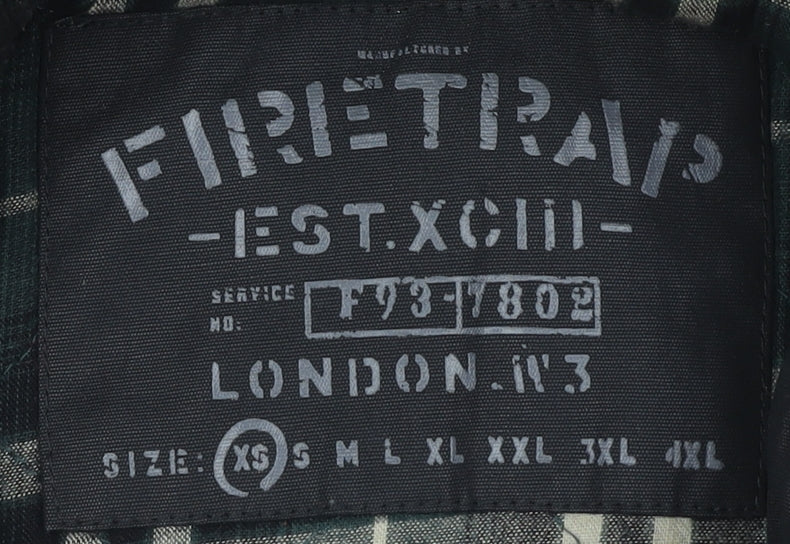 MANUFACTURED BY
FIRETRAP
-EST.XCIII-
SERVICE NO: F93-7802
LONDON.N'3
SIZE: XS S M L XL XXL 3XL 4XL